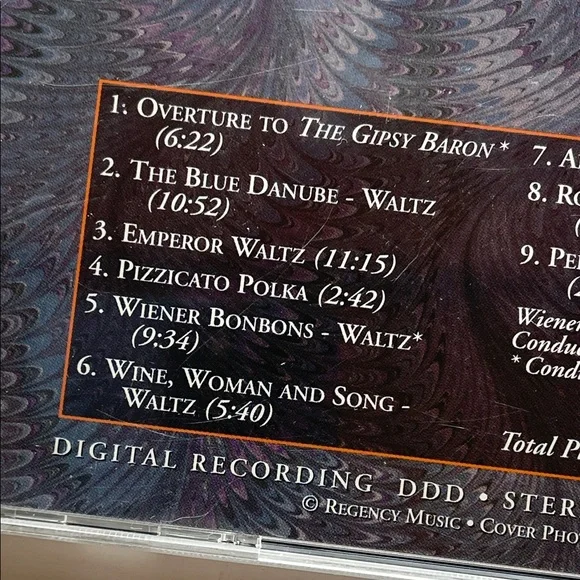 1. Overture to The Gipsy Baron*
(6:22)
2. The Blue Danube - Waltz
(10:52)
3. Emperor Waltz (11:15)
4. Pizzicato Polka (2:42)
5. Wiener Bonbons - Waltz*
(9:34)
6. Wine, Woman and Song -
Waltz (5:40)
7.
8.
9.
Wiener
*
Total
DIGITAL RECORDING DDD •
© Regency Music • Cover